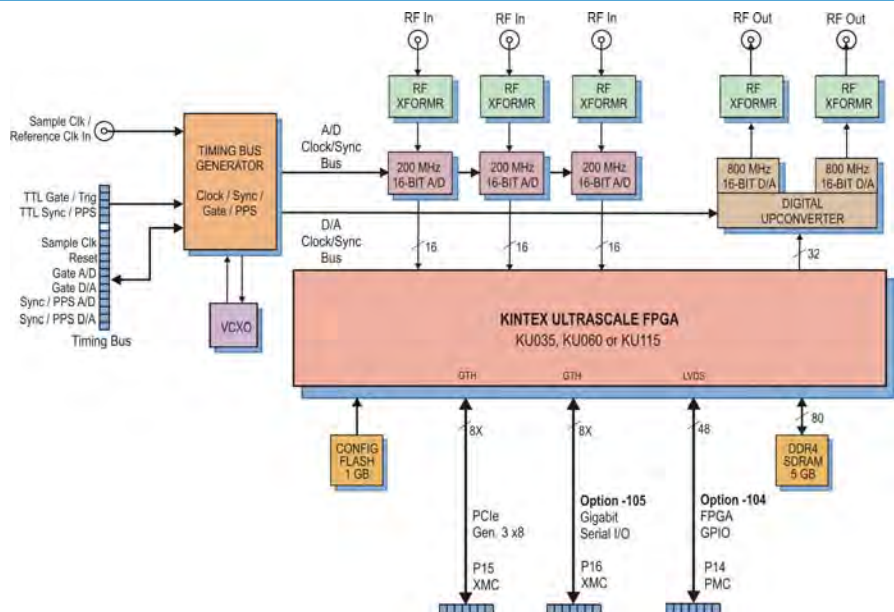 RF In
RF In
RF In
RF Out
RF Out
RF
XFORMR
RF
XFORMR
RF
XFORMR
RF
XFORMR
RF
XFORMR
Sample Clk /
Reference Clk In
TIMING BUS
GENERATOR
Clock / Sync /
Gate / PPS
A/D
Clock/Sync
Bus
200 MHz
16-BIT A/D
200 MHz
16-BIT A/D
200 MHz
16-BIT A/D
800 MHz
16-BIT D/A
800 MHz
16-BIT D/A
DIGITAL
UPCONVERTER
TTL Gate / Trig
TTL Sync / PPS
Sample Clk
Reset
Gate A/D
Gate D/A
Sync / PPS A/D
Sync / PPS D/A
Timing Bus
D/A
Clock/Sync
Bus
16
16
16
32
VCXO
KINTEX ULTRASCALE FPGA
KU035, KU060 or KU115
GTH
GTH
LVDS
8X
8X
48
80
CONFIG
FLASH
1 GB
DDR4
SDRAM
5 GB
PCIe
Gen. 3 x8
Option -105
Gigabit
Serial I/O
Option -104
FPGA
GPIO
P15
XMC
P16
XMC
P14
PMC